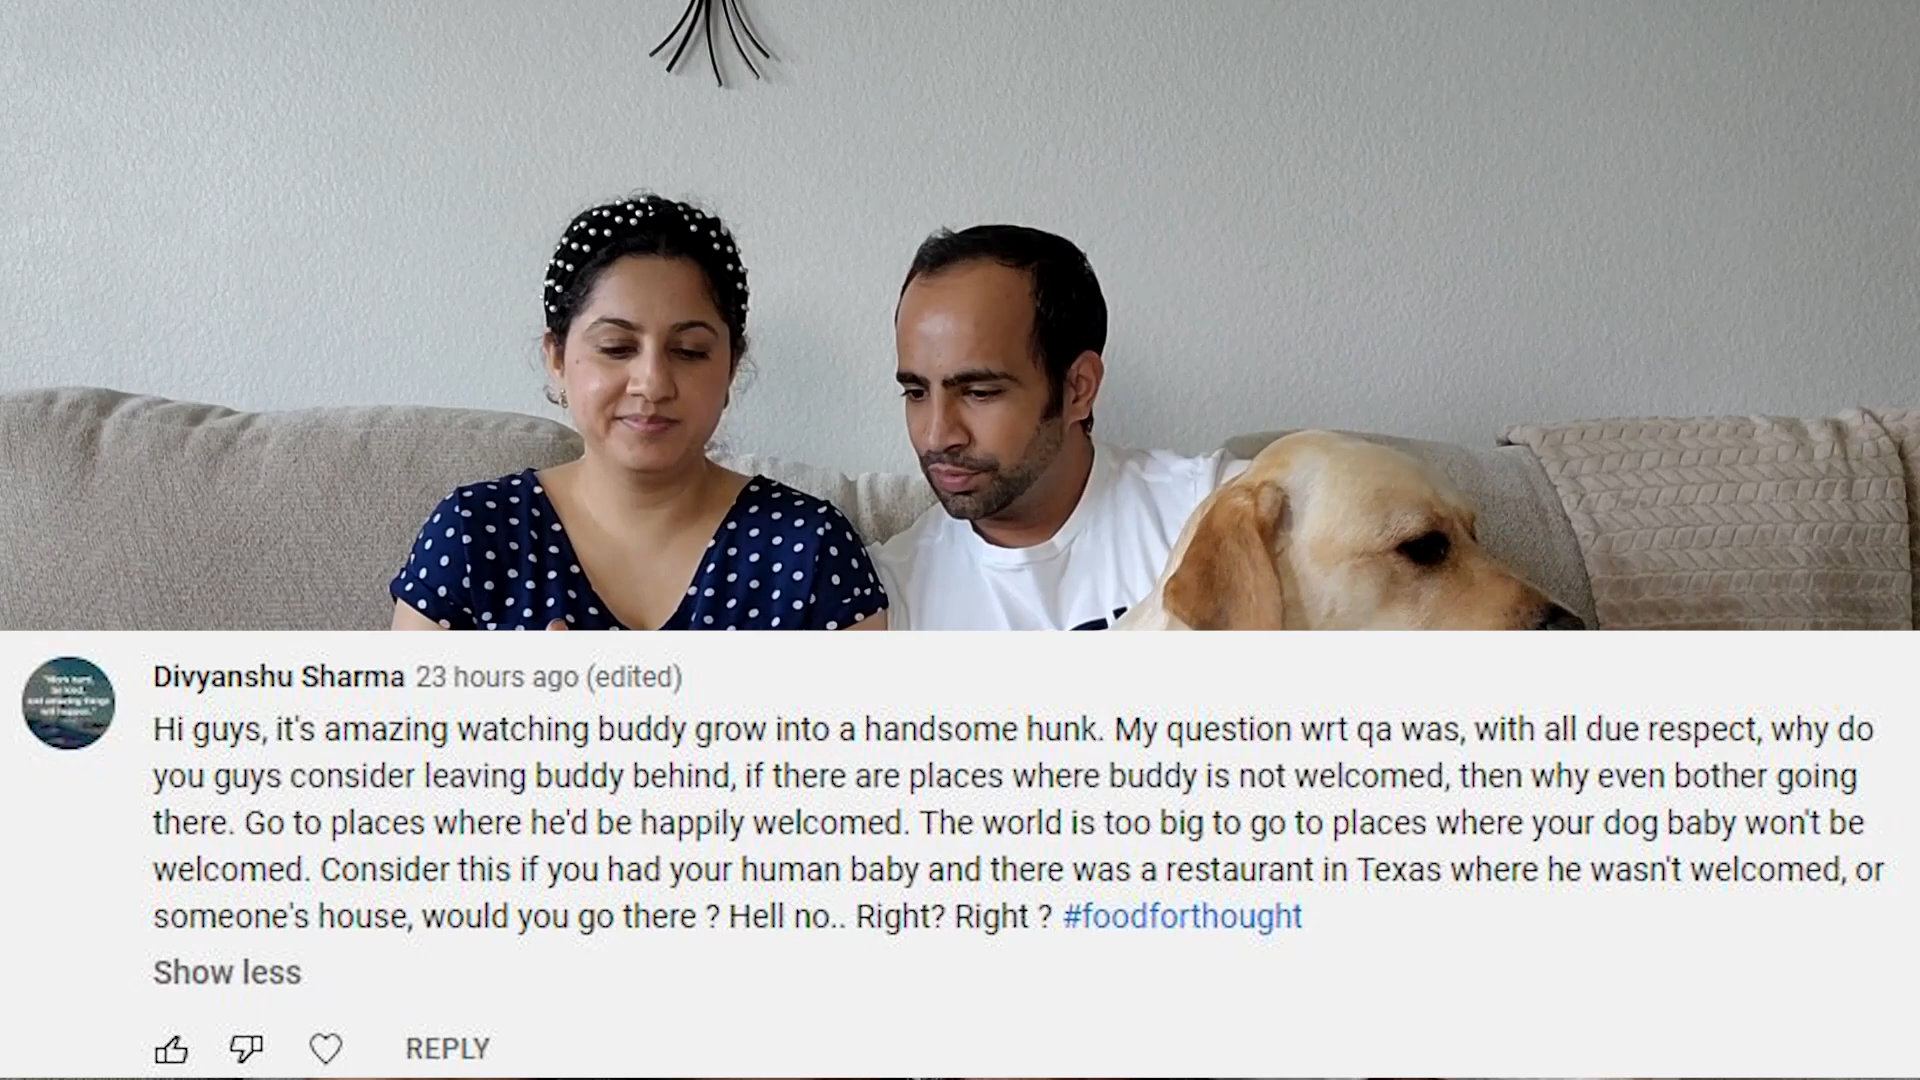 Divyanshu Sharma 23 hours ago (edited)
Hi guys, it's amazing watching buddy grow into a handsome hunk. My question wrt qa was, with all due respect, why do
you guys consider leaving buddy behind, if there are places where buddy is not welcomed, then why even bother going
there. Go to places where he'd be happily welcomed. The world is too big to go to places where your dog baby won't be
welcomed. Consider this if you had your human baby and there was a restaurant in Texas where he wasn't welcomed, or
someone's house, would you go there ? Hell no.. Right? Right ? #foodforthought
Show less
REPLY